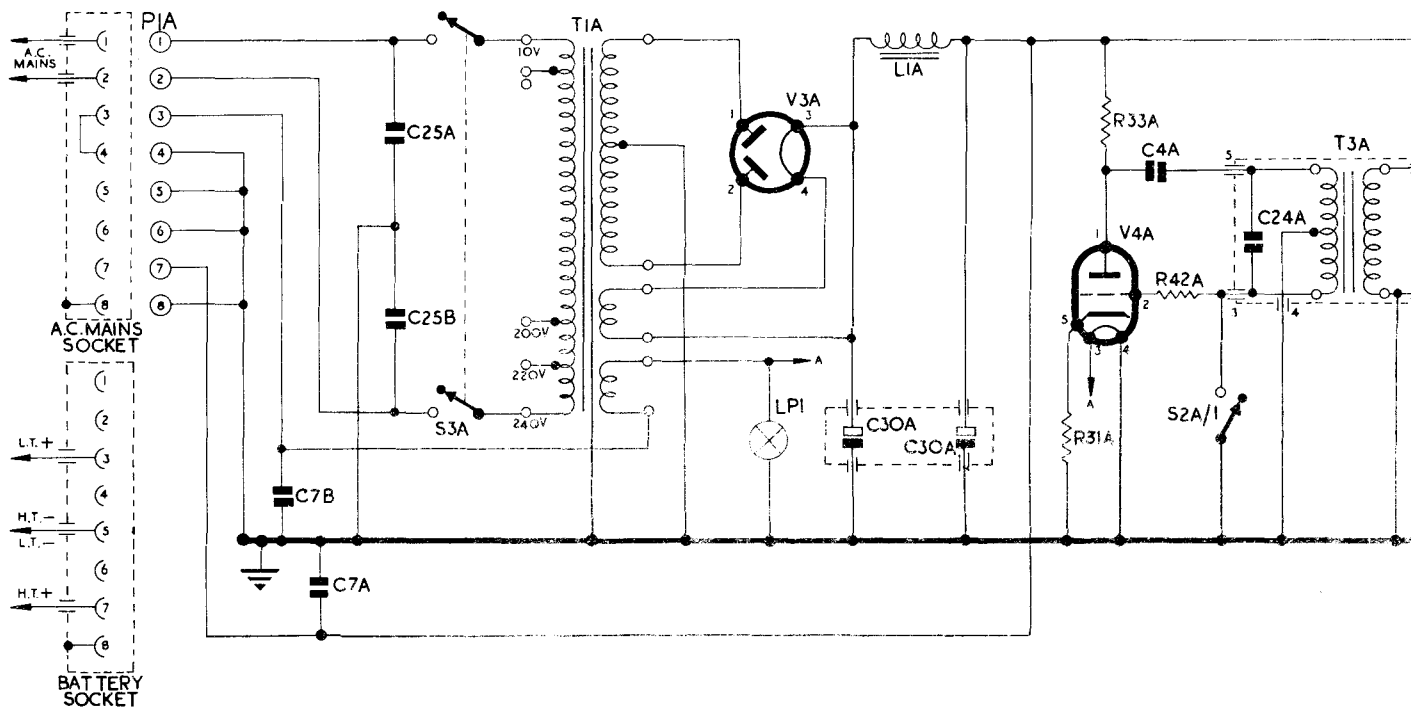 P1A
1
2
3
4
5
6
7
8
A.C.
MAINS
1
2
3
4
5
6
7
8
A.C. MAINS
SOCKET
1
2
L.T.+
3
4
H.T.-
L.T.-
5
6
H.T.+
7
8
BATTERY
SOCKET
C25A
C25B
C7B
C7A
S3A
T1A
10V
200V
220V
240V
V3A
1
2
3
4
L1A
A
LP1
C30A
C30A
R33A
C4A
V4A
1
2
3
4
5
R42A
A
R31A
S2A/1
T3A
5
C24A
3
4